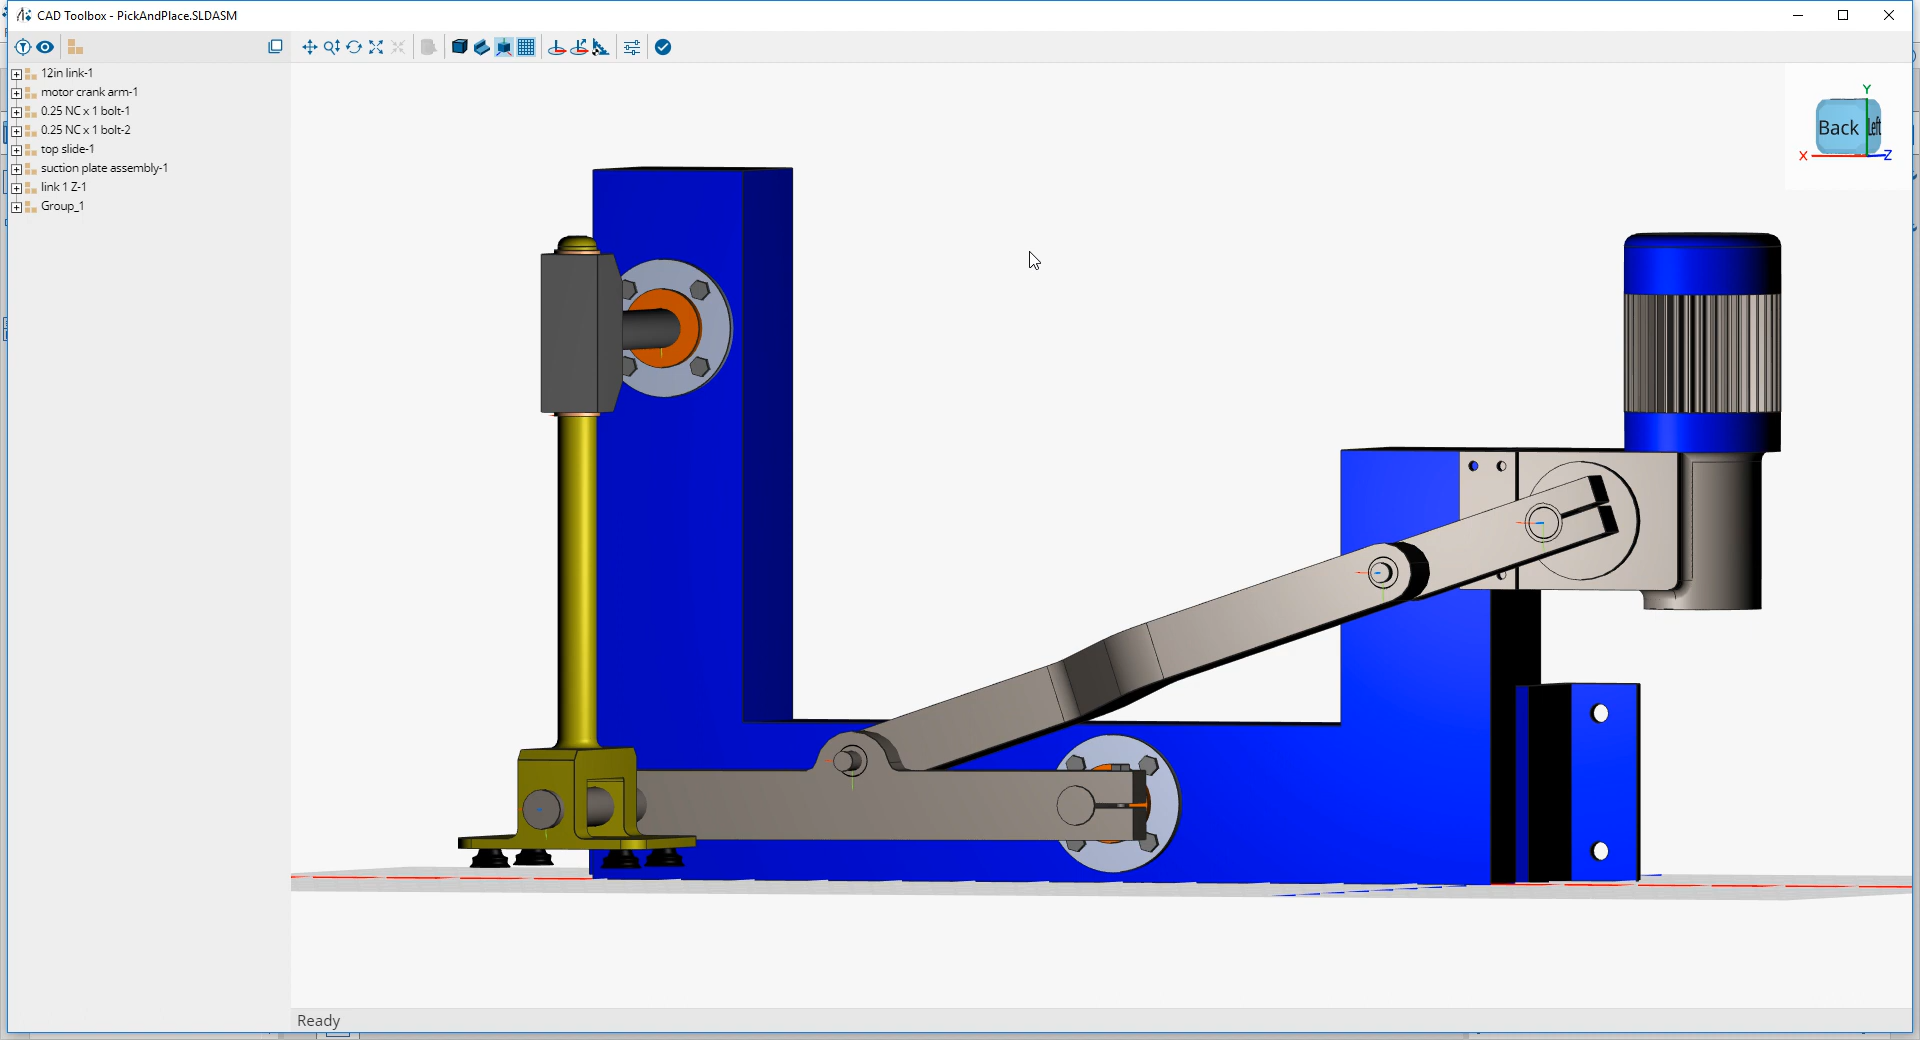 CAD Toolbox - PickAndPlace.SLDASM
12in link-1
motor crank arm-1
0.25 NC x 1 bolt-1
0.25 NC x 1 bolt-2
top slide-1
suction plate assembly-1
link 1 Z-1
Group_1
Y
Back
Left
X
Z
Ready